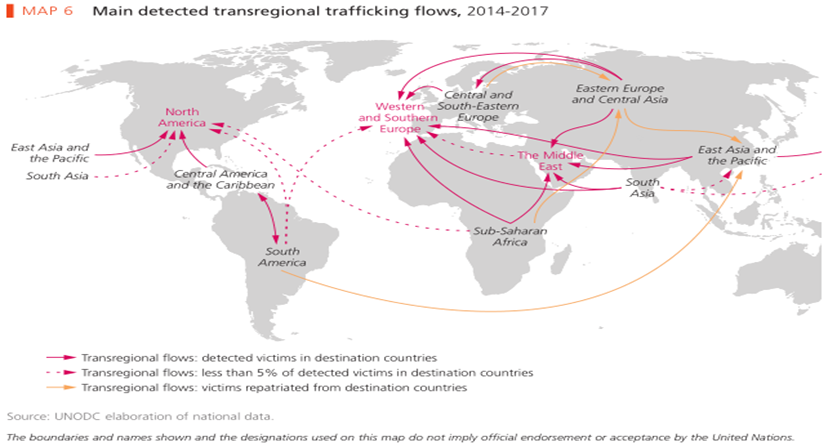 MAP 6 Main detected transregional trafficking flows, 2014-2017
North
America
East Asia and
the Pacific
South Asia
Central America
and the Caribbean
South
America
Western
and Southern
Europe
Central and
South-Eastern
Europe
Eastern Europe
and Central Asia
The Middle
East
East Asia and
the Pacific
South
Asia
Sub-Saharan
Africa
Transregional flows: detected victims in destination countries
Transregional flows: less than 5% of detected victims in destination countries
Transregional flows: victims repatriated from destination countries
Source: UNODC elaboration of national data.
The boundaries and names shown and the designations used on this map do not imply official endorsement or acceptance by the United Nations.